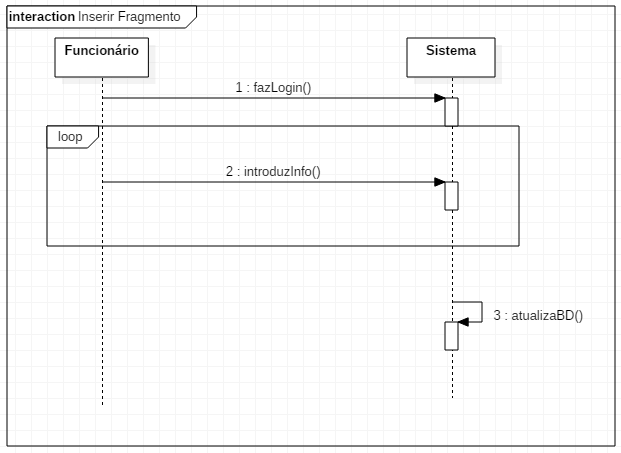 interaction Inserir Fragmento
Funcionário
Sistema
1 : fazLogin()
loop
2 : introduzInfo()
3 : atualizaBD()